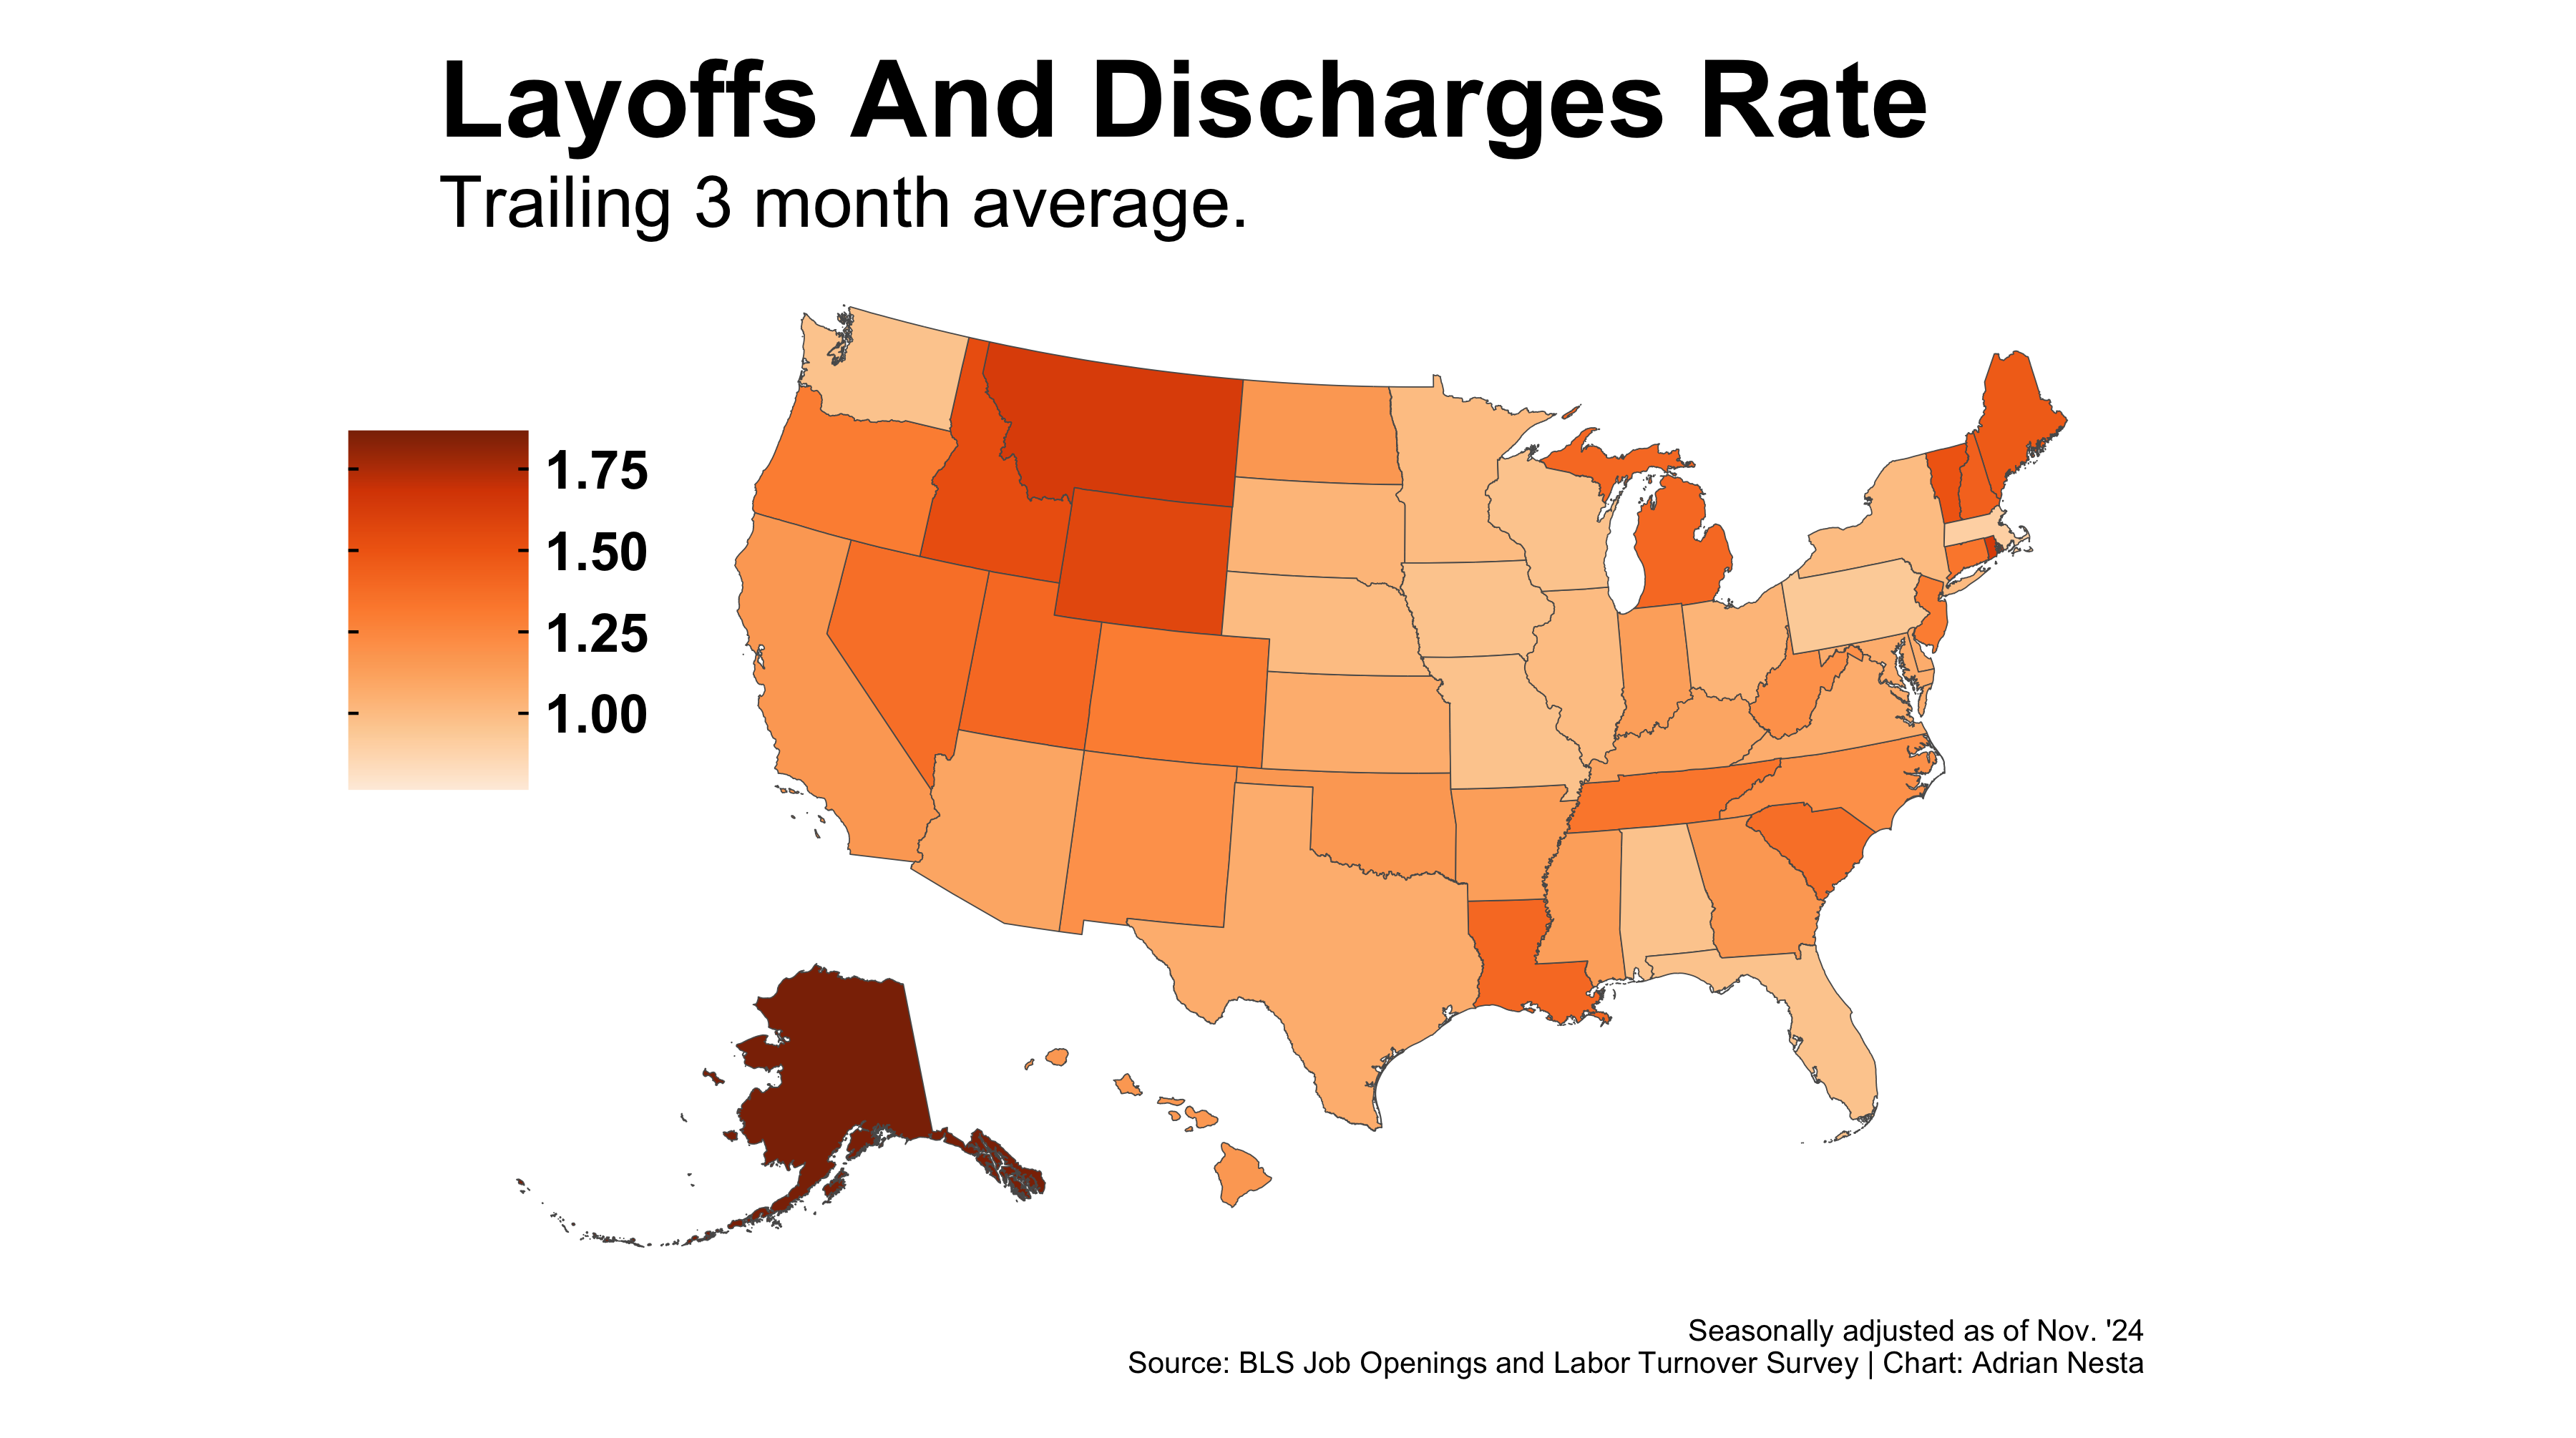 Layoffs And Discharges Rate
Trailing 3 month average.
1.75
1.50
1.25
1.00
Seasonally adjusted as of Nov. '24
Source: BLS Job Openings and Labor Turnover Survey | Chart: Adrian Nesta